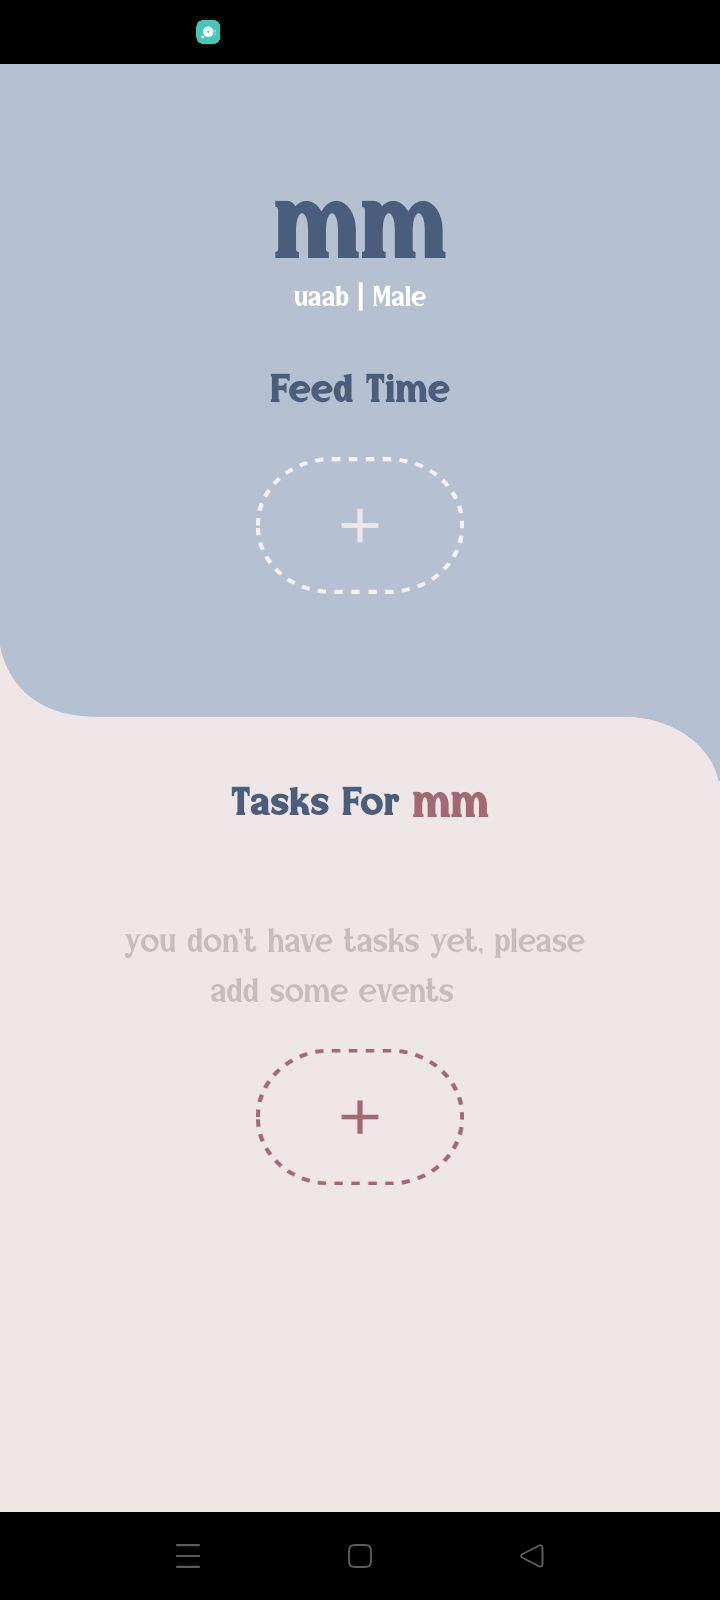 mm
uaab | Male
Feed Time
Tasks For mm
you don't have tasks yet, please
add some events